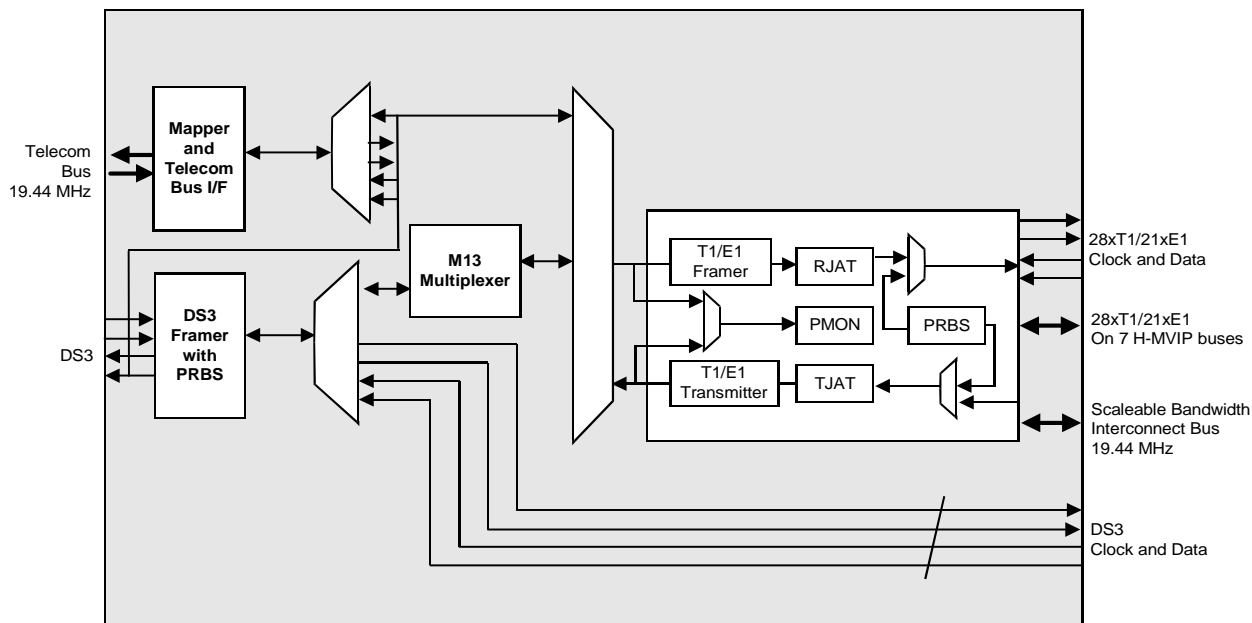 Mapper
and
Telecom
Bus I/F
Telecom
Bus
19.44 MHz
M13
Multiplexer
DS3
Framer
with
PRBS
DS3
T1/E1
Framer
RJAT
PMON
PRBS
T1/E1
Transmitter
TJAT
28xT1/21xE1
Clock and Data
28xT1/21xE1
On 7 H-MVIP buses
Scaleable Bandwidth
Interconnect Bus
19.44 MHz
DS3
Clock and Data